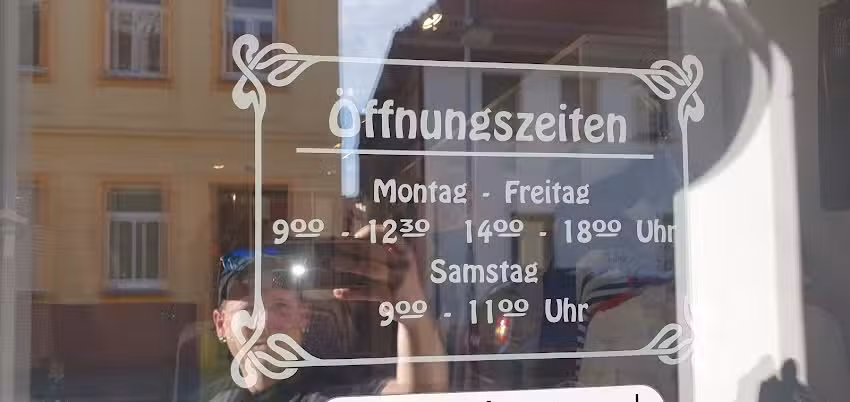 Öffnungszeiten
Montag - Freitag
9⁰⁰ - 12³⁰ 14⁰⁰ - 18⁰⁰ Uhr
Samstag
9⁰⁰ - 11⁰⁰ Uhr